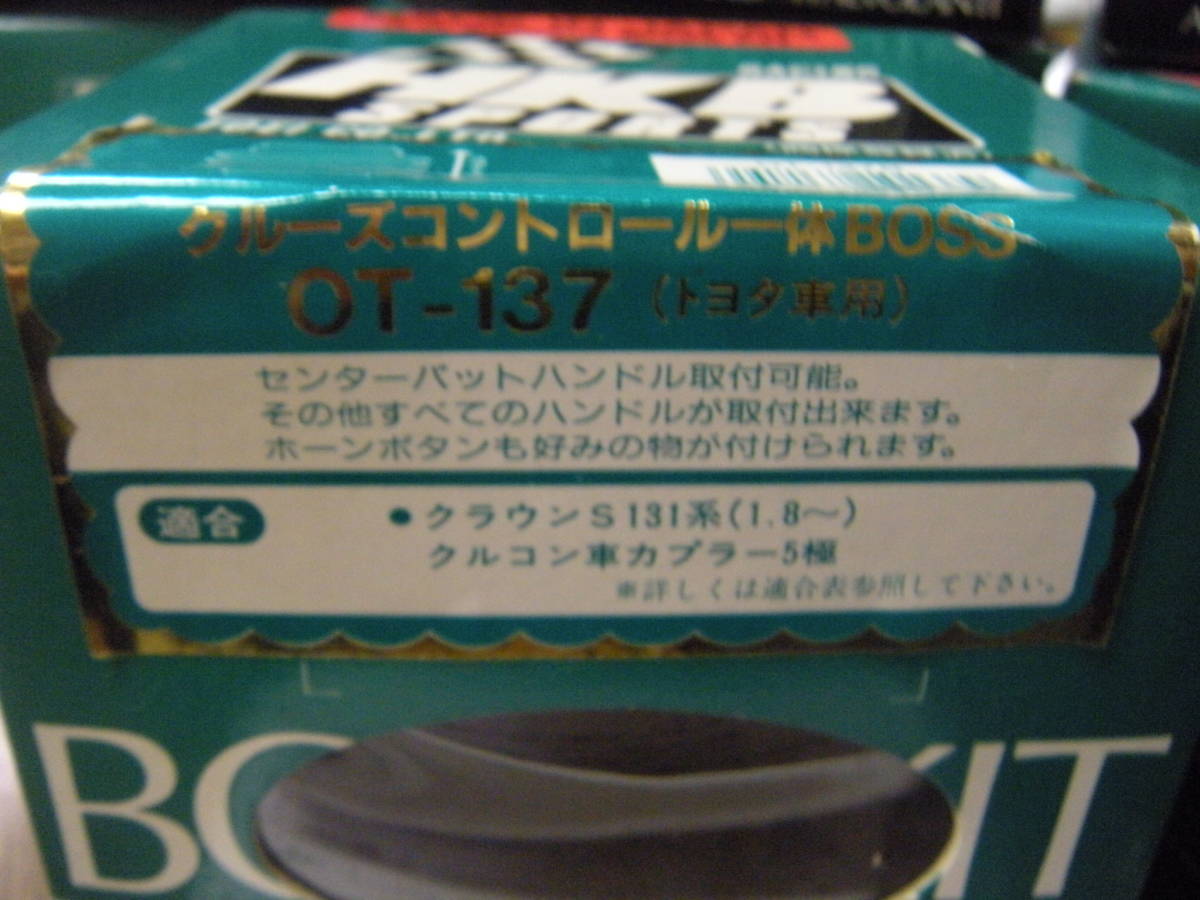 HKB
SPORTS
クルーズコントロール一体BOSS
OT-137 (トヨタ車用)
センターパットハンドル取付可能。
その他すべてのハンドルが取付出来ます。
ホーンボタンも好みの物が付けられます。
適合
●クラウンS131系(1.8〜)
クルコン車カプラー5極
※詳しくは適合表参照して下さい。
KIT